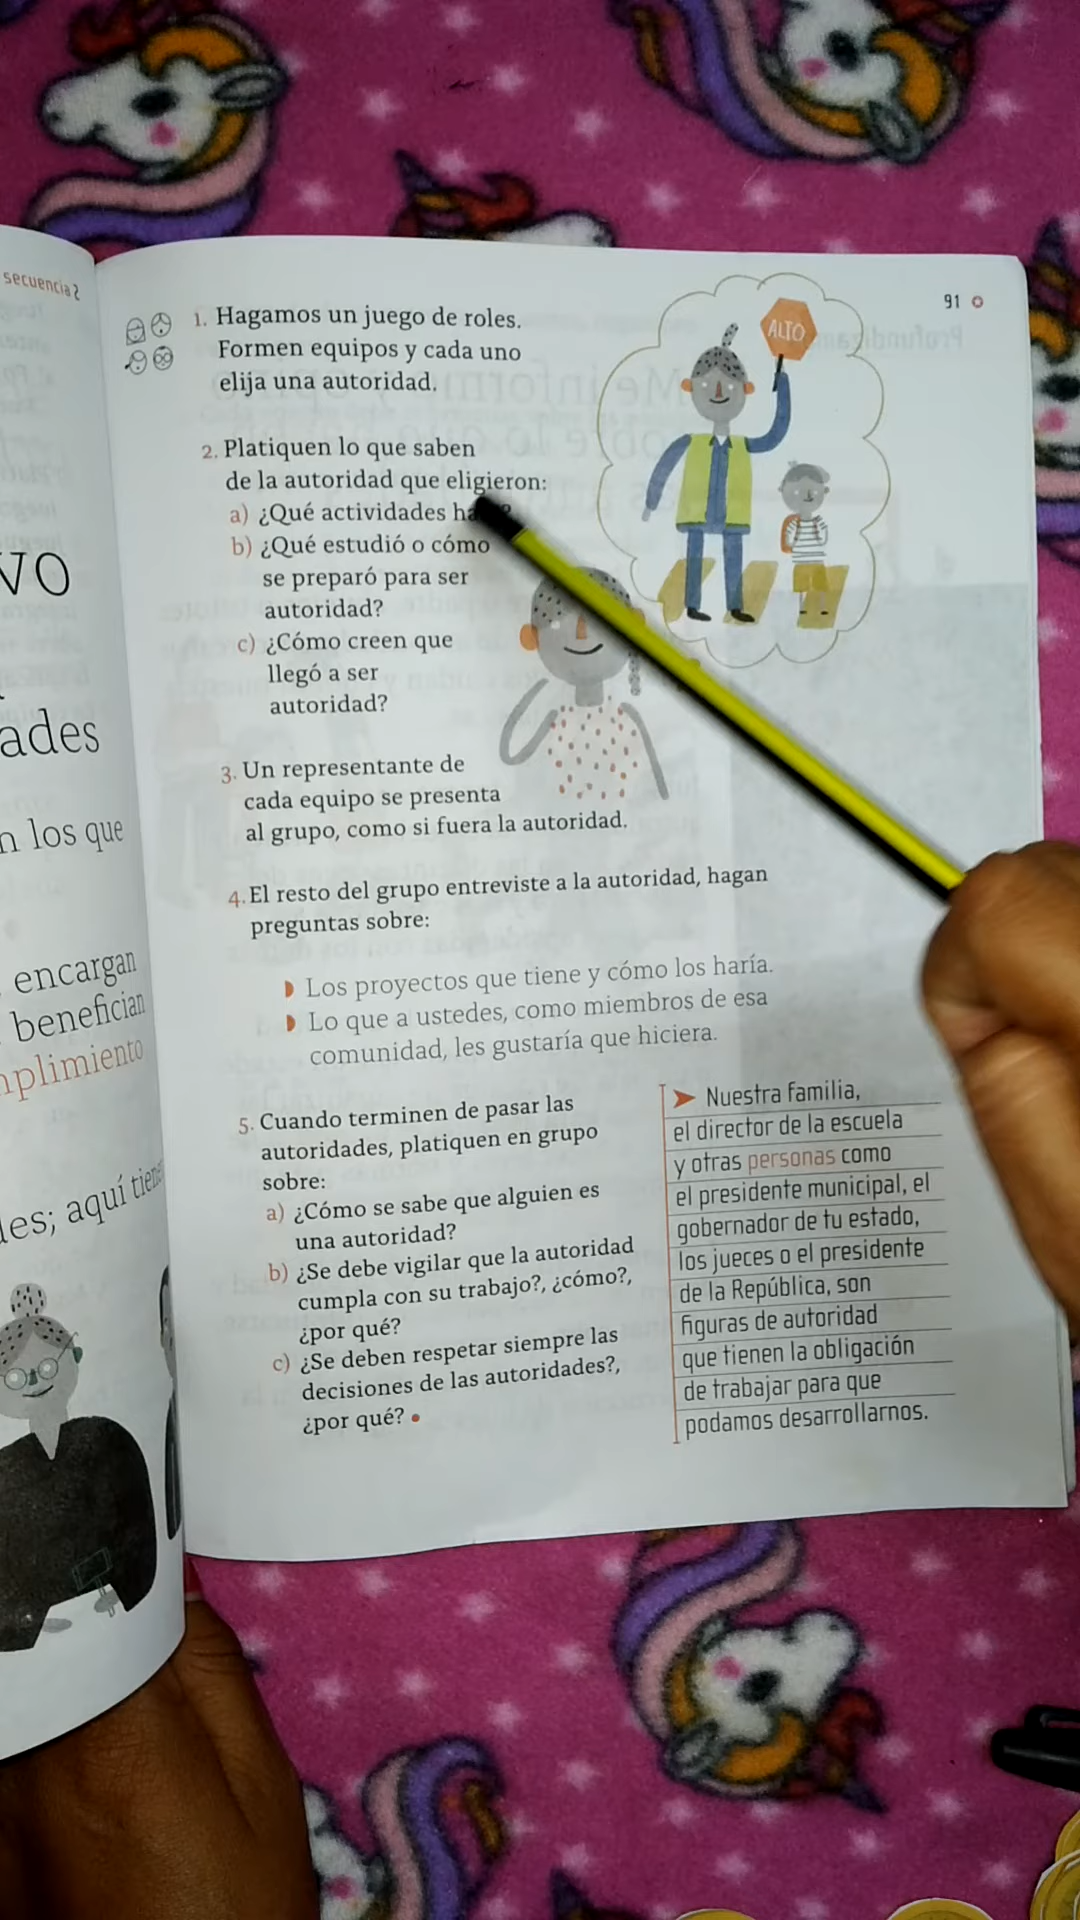 secuencia 2
VO
ades
n los que
encargan
benefician
mplimiento
les; aquí
91
1. Hagamos un juego de roles.
Formen equipos y cada uno
elija una autoridad.
ALTO
2. Platiquen lo que saben
de la autoridad que eligieron:
a) ¿Qué actividades
b) ¿Qué estudió o cómo
se preparó para ser
autoridad?
c) ¿Cómo creen que
llegó a ser
autoridad?
3. Un representante de
cada equipo se presenta
al grupo, como si fuera la autoridad.
4. El resto del grupo entreviste a la autoridad, hagan
preguntas sobre:
Los proyectos que tiene y cómo los haría.
Lo que a ustedes, como miembros de esa
comunidad, les gustaría que hiciera.
5. Cuando terminen de pasar las
autoridades, platiquen en grupo
sobre:
a) ¿Cómo se sabe que alguien es
una autoridad?
b) ¿Se debe vigilar que la autoridad
cumpla con su trabajo?, ¿cómo?,
¿por qué?
c) ¿Se deben respetar siempre las
decisiones de las autoridades?,
¿por qué?
Nuestra familia,
el director de la escuela
y otras personas como
el presidente municipal, el
gobernador de tu estado,
los jueces o el presidente
de la República, son
figuras de autoridad
que tienen la obligación
de trabajar para que
podamos desarrollarnos.